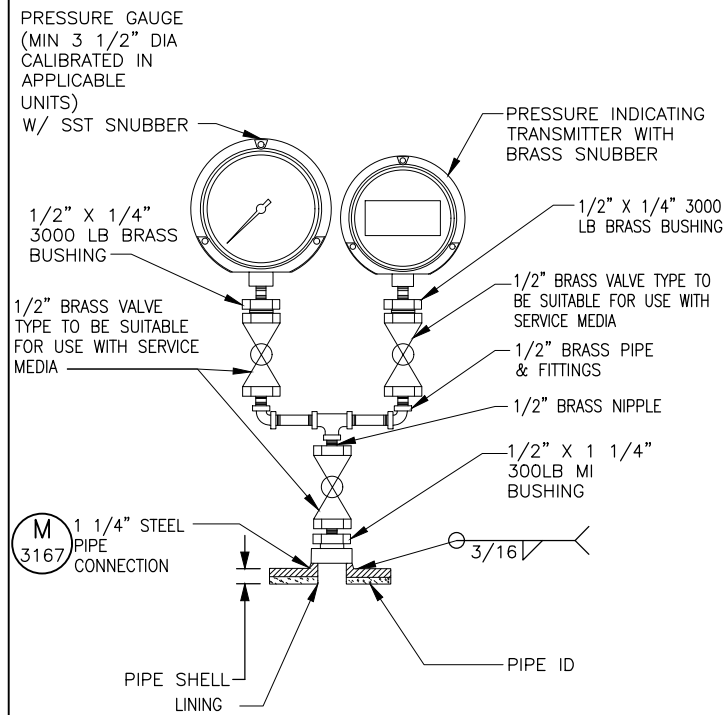 PRESSURE GAUGE
(MIN 3 1/2” DIA
CALIBRATED IN
APPLICABLE
UNITS)
W/ SST SNUBBER
PRESSURE INDICATING
TRANSMITTER WITH
BRASS SNUBBER
1/2” X 1/4”
3000 LB BRASS
BUSHING
1/2” X 1/4” 3000
LB BRASS BUSHING
1/2” BRASS VALVE
TYPE TO BE SUITABLE
FOR USE WITH SERVICE
MEDIA
1/2” BRASS VALVE TYPE TO
BE SUITABLE FOR USE WITH
SERVICE MEDIA
1/2” BRASS PIPE
& FITTINGS
1/2” BRASS NIPPLE
1/2” X 1 1/4”
300LB MI
BUSHING
M
3167
1 1/4” STEEL
PIPE
CONNECTION
3/16
PIPE SHELL
LINING
PIPE ID